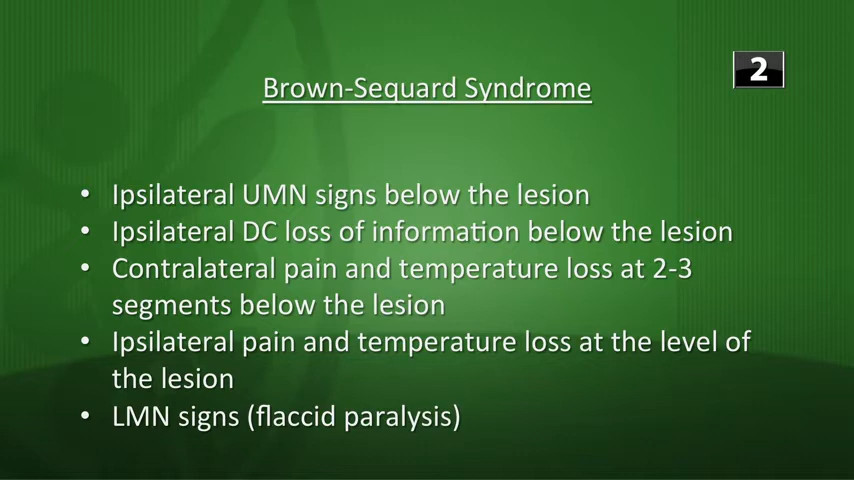 2
Brown-Sequard Syndrome
• Ipsilateral UMN signs below the lesion
• Ipsilateral DC loss of information below the lesion
• Contralateral pain and temperature loss at 2-3
segments below the lesion
• Ipsilateral pain and temperature loss at the level of
the lesion
• LMN signs (flaccid paralysis)